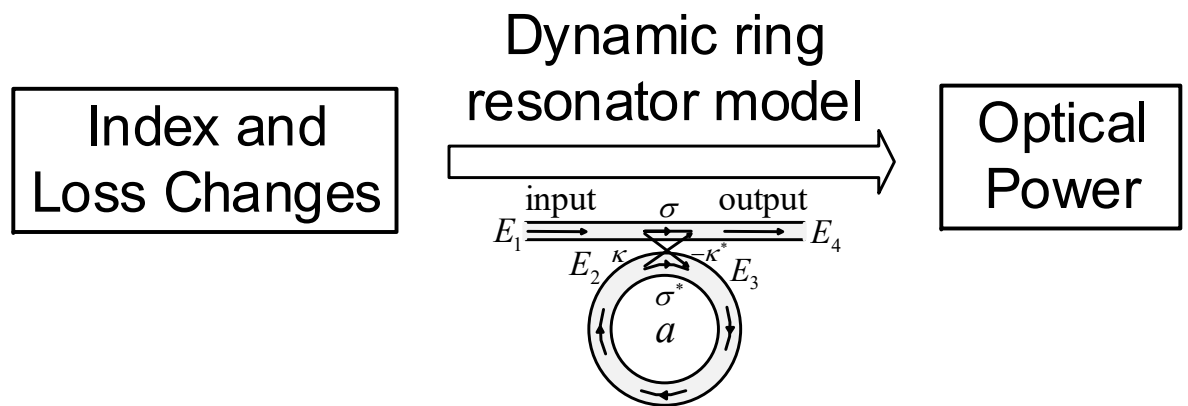 Dynamic ring
resonator model
Index and
Loss Changes
Optical
Power
input σ output
E₁ E₄
E₂ κ -κ* E₃
σ*
a